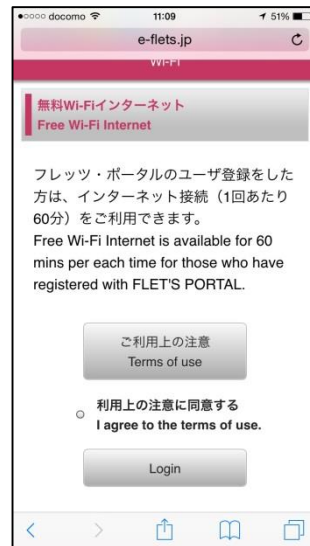 docomo 11:09 51%
e-flets.jp
Wi-Fi
無料Wi-Fiインターネット
Free Wi-Fi Internet
フレッツ・ポータルのユーザ登録をした
方は、インターネット接続（1回あたり
60分）をご利用できます。
Free Wi-Fi Internet is available for 60
mins per each time for those who have
registered with FLET'S PORTAL.
ご利用上の注意
Terms of use
利用上の注意に同意する
I agree to the terms of use.
Login